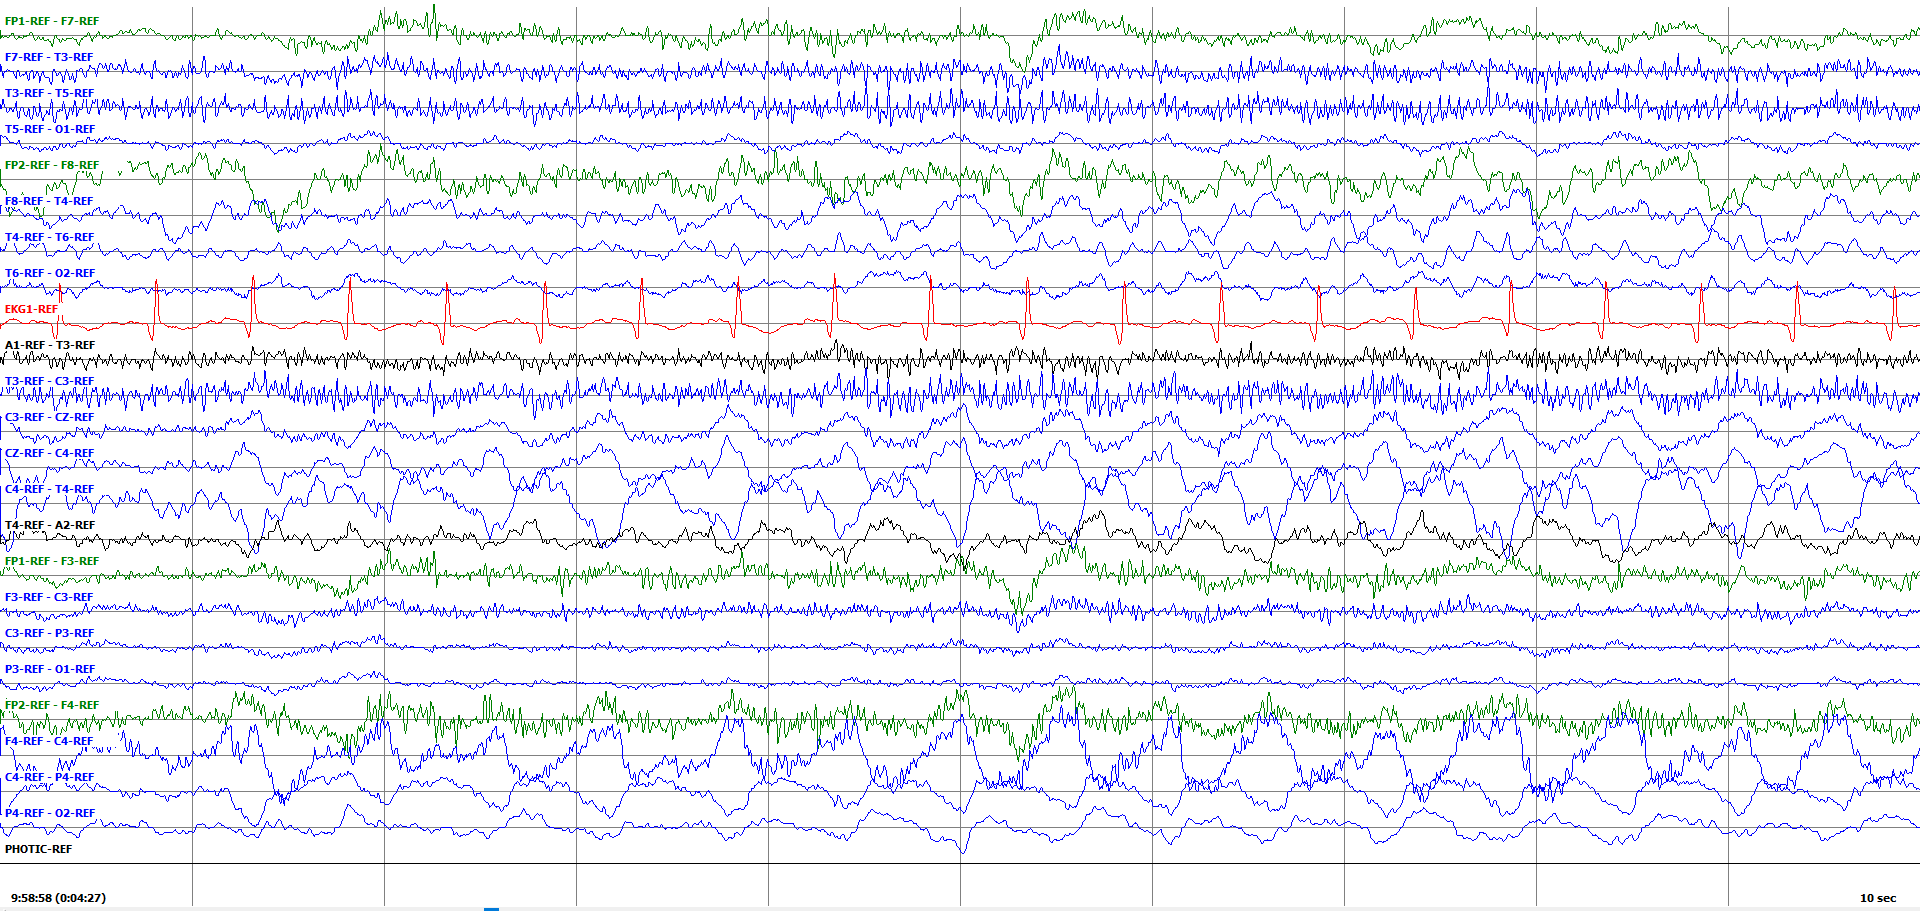 FP1-REF - F7-REF
F7-REF - T3-REF
T3-REF - T5-REF
T5-REF - O1-REF
FP2-REF - F8-REF
F8-REF - T4-REF
T4-REF - T6-REF
T6-REF - O2-REF
EKG1-REF
A1-REF - T3-REF
T3-REF - C3-REF
C3-REF - CZ-REF
CZ-REF - C4-REF
C4-REF - T4-REF
T4-REF - A2-REF
FP1-REF - F3-REF
F3-REF - C3-REF
C3-REF - P3-REF
P3-REF - O1-REF
FP2-REF - F4-REF
F4-REF - C4-REF
C4-REF - P4-REF
P4-REF - O2-REF
PHOTIC-REF
9:58:58 (0:04:27)
10 sec